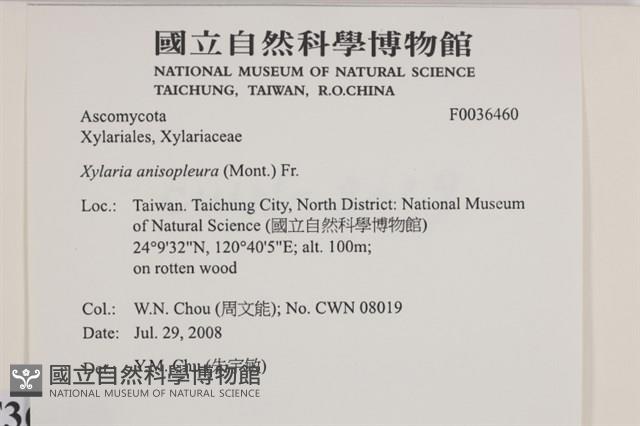 國立自然科學博物館
NATIONAL MUSEUM OF NATURAL SCIENCE
TAICHUNG, TAIWAN, R.O.CHINA
Ascomycota F0036460
Xylariales, Xylariaceae
Xylaria anisopleura (Mont.) Fr.
Loc.: Taiwan. Taichung City, North District: National Museum
of Natural Science (國立自然科學博物館)
24°9'32"N, 120°40'5"E; alt. 100m;
on rotten wood
Col.: W.N. Chou (周文能); No. CWN 08019
Date: Jul. 29, 2008
Det. Y.M. Chu
國立自然科學博物館
NATIONAL MUSEUM OF NATURAL SCIENCE